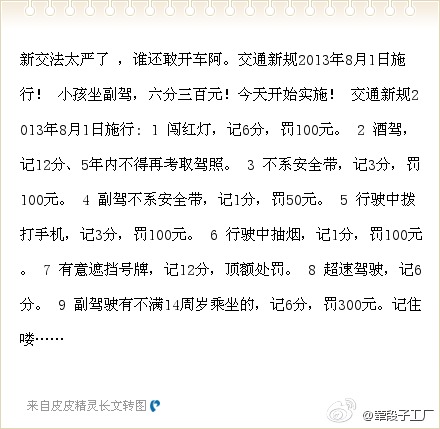 新交法太严了 ，谁还敢开车阿。交通新规2013年8月1日施
行！ 小孩坐副驾，六分三百元！今天开始实施！ 交通新规2
013年8月1日施行: 1 闯红灯，记6分，罚100元。 2 酒驾，
记12分、5年内不得再考取驾照。 3 不系安全带，记3分，罚
100元。 4 副驾不系安全带，记1分，罚50元。 5 行驶中拨
打手机，记3分，罚100元。 6 行驶中抽烟，记1分，罚100元
。 7 有意遮挡号牌，记12分，顶额处罚。 8 超速驾驶，记6
分。 9 副驾驶有不满14周岁乘坐的，记6分，罚300元。记住
喽……
来自皮皮精灵长文转图
@荤段子工厂